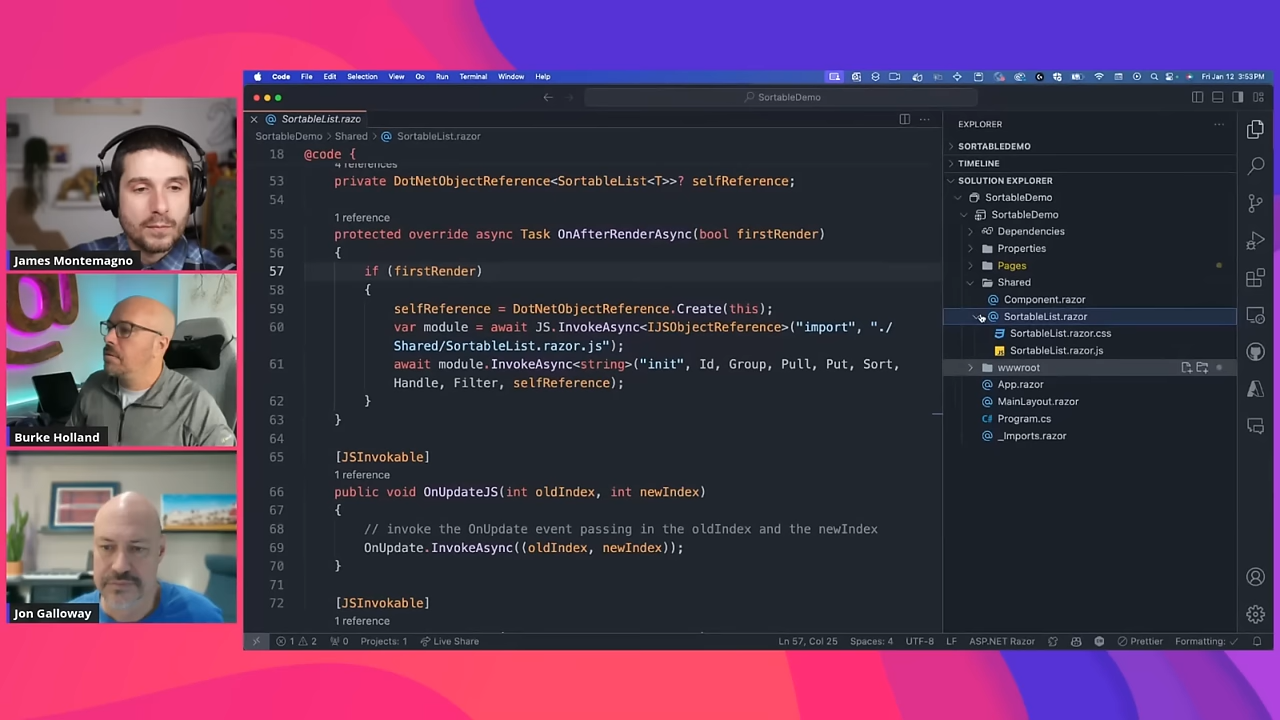 Code File Edit Selection View Go Run Terminal Window Help
Fri Jan 12 3:53PM
SortableDemo
SortableList.razo
SortableDemo > Shared > SortableList.razor
18 @code {
4 references
53 private DotNetObjectReference<SortableList<T>>? selfReference;
54
1 reference
55 protected override async Task OnAfterRenderAsync(bool firstRender)
56 {
57 if (firstRender)
58 {
59 selfReference = DotNetObjectReference.Create(this);
60 var module = await JS.InvokeAsync<IJSObjectReference>("import", "./
Shared/SortableList.razor.js");
61 await module.InvokeAsync<string>("init", Id, Group, Pull, Put, Sort,
Handle, Filter, selfReference);
62 }
63 }
64
65 [JSInvokable]
1 reference
66 public void OnUpdateJS(int oldIndex, int newIndex)
67 {
68 // invoke the OnUpdate event passing in the oldIndex and the newIndex
69 OnUpdate.InvokeAsync((oldIndex, newIndex));
70 }
71
72 [JSInvokable]
1 reference
EXPLORER
SORTABLEDEMO
TIMELINE
SOLUTION EXPLORER
SortableDemo
SortableDemo
Dependencies
Properties
Pages
Shared
Component.razor
SortableList.razor
SortableList.razor.css
SortableList.razor.js
wwwroot
App.razor
MainLayout.razor
Program.cs
_Imports.razor
1 2 0 Projects: 1 Live Share Ln 57, Col 25 Spaces: 4 UTF-8 LF ASP.NET Razor Prettier Formatting: ✓
James Montemagno
Burke Holland
Jon Galloway